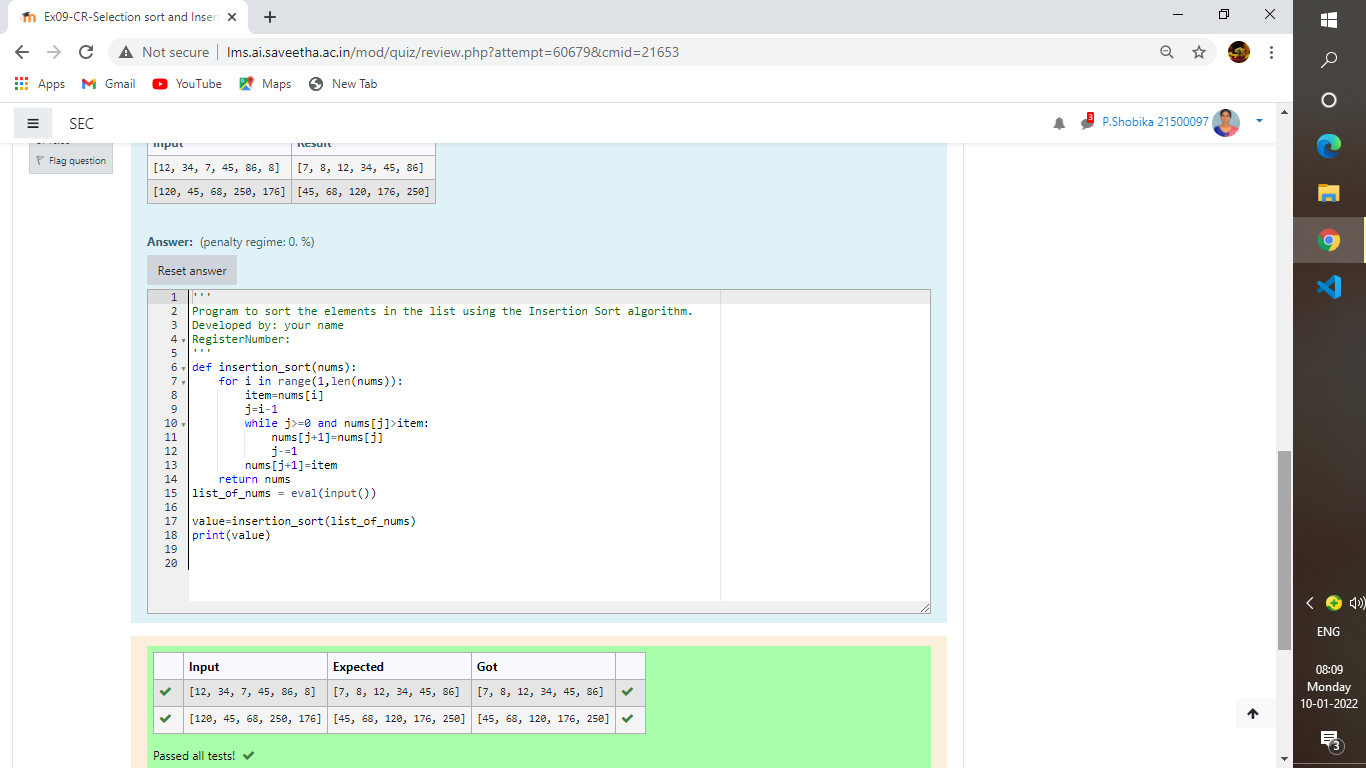 Ex09-CR-Selection sort and Inser
Not secure | lms.ai.saveetha.ac.in/mod/quiz/review.php?attempt=60679&cmid=21653
Apps Gmail YouTube Maps New Tab
SEC
3
P.Shobika 21500097
Flag question
Input Result
[12, 34, 7, 45, 86, 8] [7, 8, 12, 34, 45, 86]
[120, 45, 68, 250, 176] [45, 68, 120, 176, 250]
Answer: (penalty regime: 0. %)
Reset answer
1 '''
2 Program to sort the elements in the list using the Insertion Sort algorithm.
3 Developed by: your name
4 RegisterNumber:
5 '''
6 def insertion_sort(nums):
7 for i in range(1,len(nums)):
8 item=nums[i]
9 j=i-1
10 while j>=0 and nums[j]>item:
11 nums[j+1]=nums[j]
12 j-=1
13 nums[j+1]=item
14 return nums
15 list_of_nums = eval(input())
16
17 value=insertion_sort(list_of_nums)
18 print(value)
19
20
Input Expected Got
[12, 34, 7, 45, 86, 8] [7, 8, 12, 34, 45, 86] [7, 8, 12, 34, 45, 86]
[120, 45, 68, 250, 176] [45, 68, 120, 176, 250] [45, 68, 120, 176, 250]
Passed all tests!
ENG
08:09
Monday
10-01-2022
3